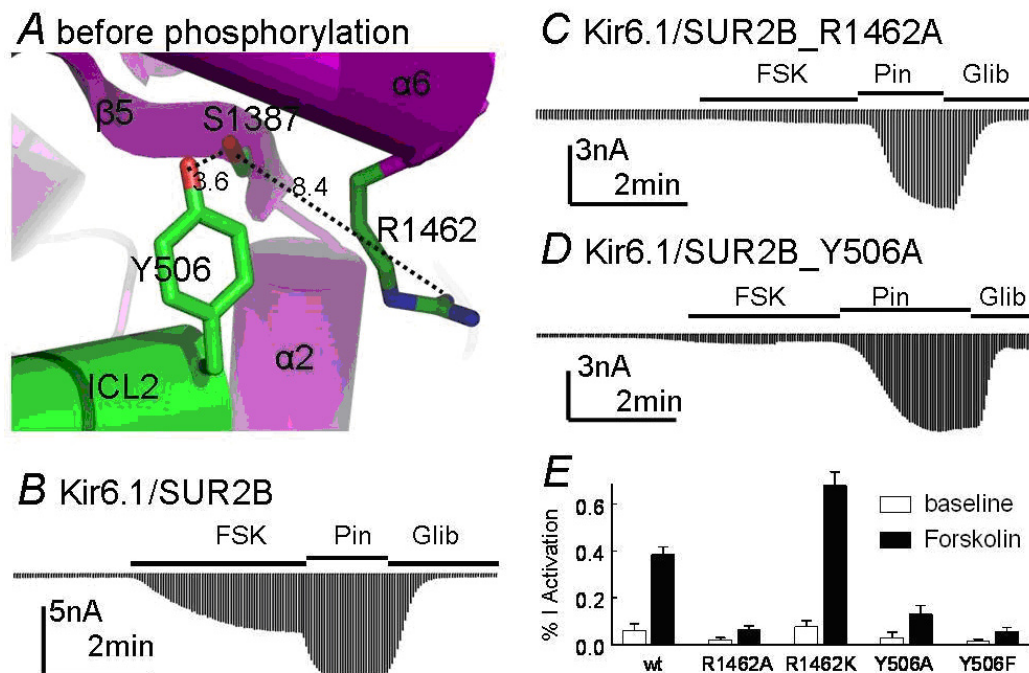 A before phosphorylation
β5
S1387
α6
3.6
8.4
R1462
Y506
α2
ICL2
B Kir6.1/SUR2B
FSK Pin Glib
5nA
2min
C Kir6.1/SUR2B_R1462A
FSK Pin Glib
3nA
2min
D Kir6.1/SUR2B_Y506A
FSK Pin Glib
3nA
2min
E
baseline
Forskolin
% I Activation
0.6
0.4
0.2
0.0
wt R1462A R1462K Y506A Y506F